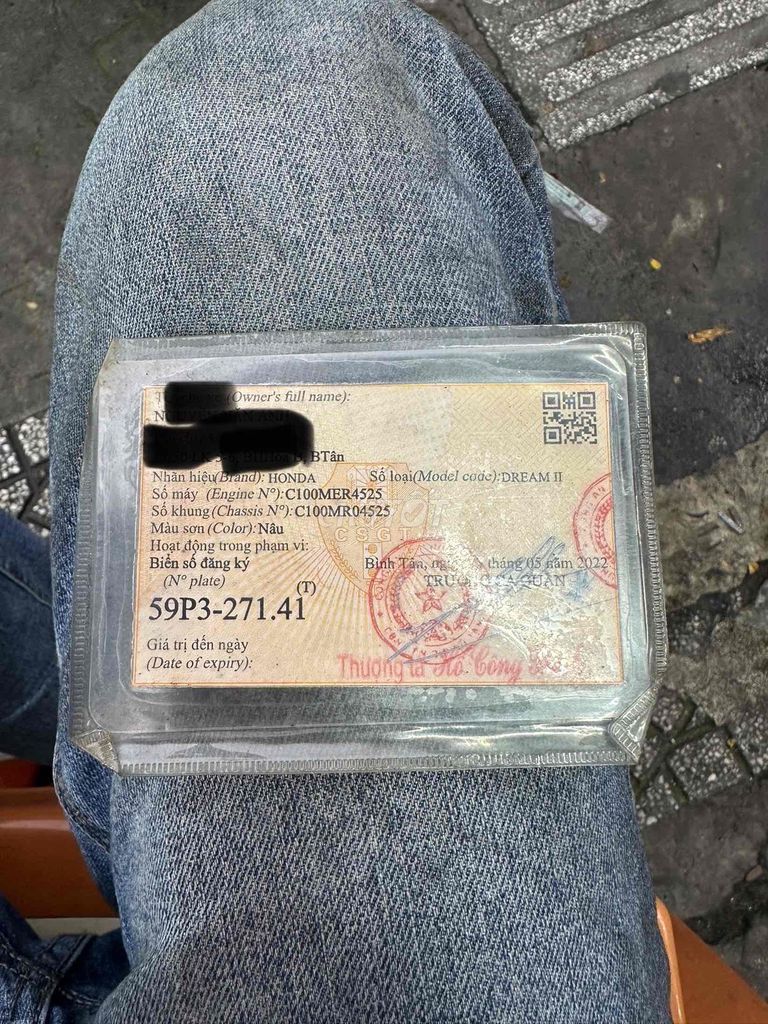 (Owner's full name):
BTân
Nhãn hiệu(Brand): HONDA Số loại(Model code):DREAM II
Số máy (Engine N°):C100MER4525
Số khung (Chassis N°):C100MR04525
Màu sơn (Color): Nâu
CSGT
Hoạt động trong phạm vi:
Biển số đăng ký Bình Tân, tháng 05 năm 2022
(N° plate)
59P3-271.41 (T)
Giá trị đến ngày
(Date of expiry): Thượng tá Hồ Công